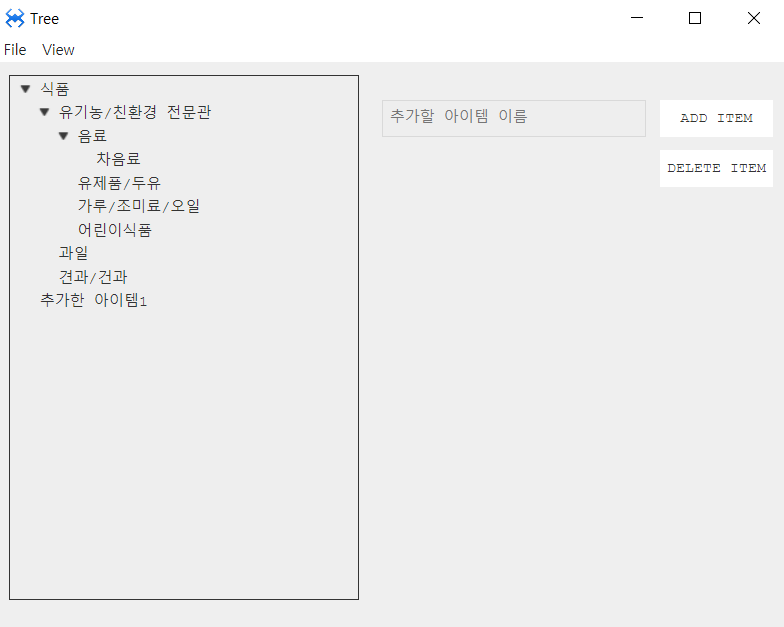 Tree
File View
식품
유기농/친환경 전문관
음료
차음료
유제품/두유
가루/조미료/오일
어린이식품
과일
견과/건과
추가한 아이템1
추가할 아이템 이름
ADD ITEM
DELETE ITEM